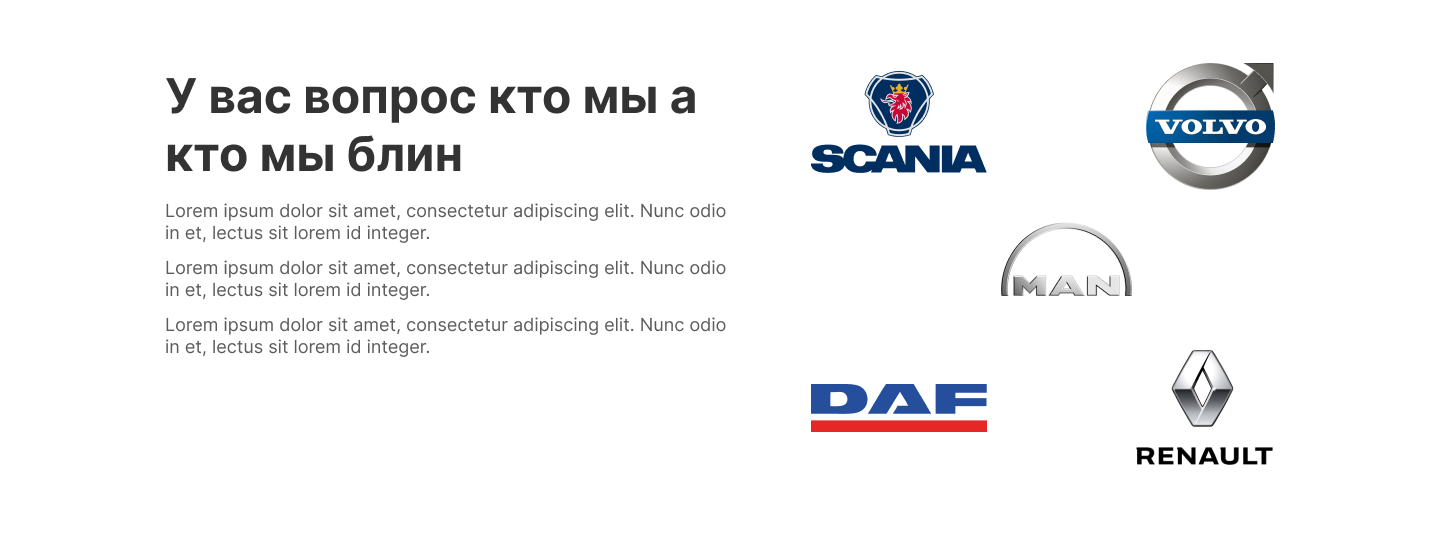 У вас вопрос кто мы а
кто мы блин
Lorem ipsum dolor sit amet, consectetur adipiscing elit. Nunc odio
in et, lectus sit lorem id integer.
Lorem ipsum dolor sit amet, consectetur adipiscing elit. Nunc odio
in et, lectus sit lorem id integer.
Lorem ipsum dolor sit amet, consectetur adipiscing elit. Nunc odio
in et, lectus sit lorem id integer.
SCANIA
VOLVO
MAN
DAF
RENAULT